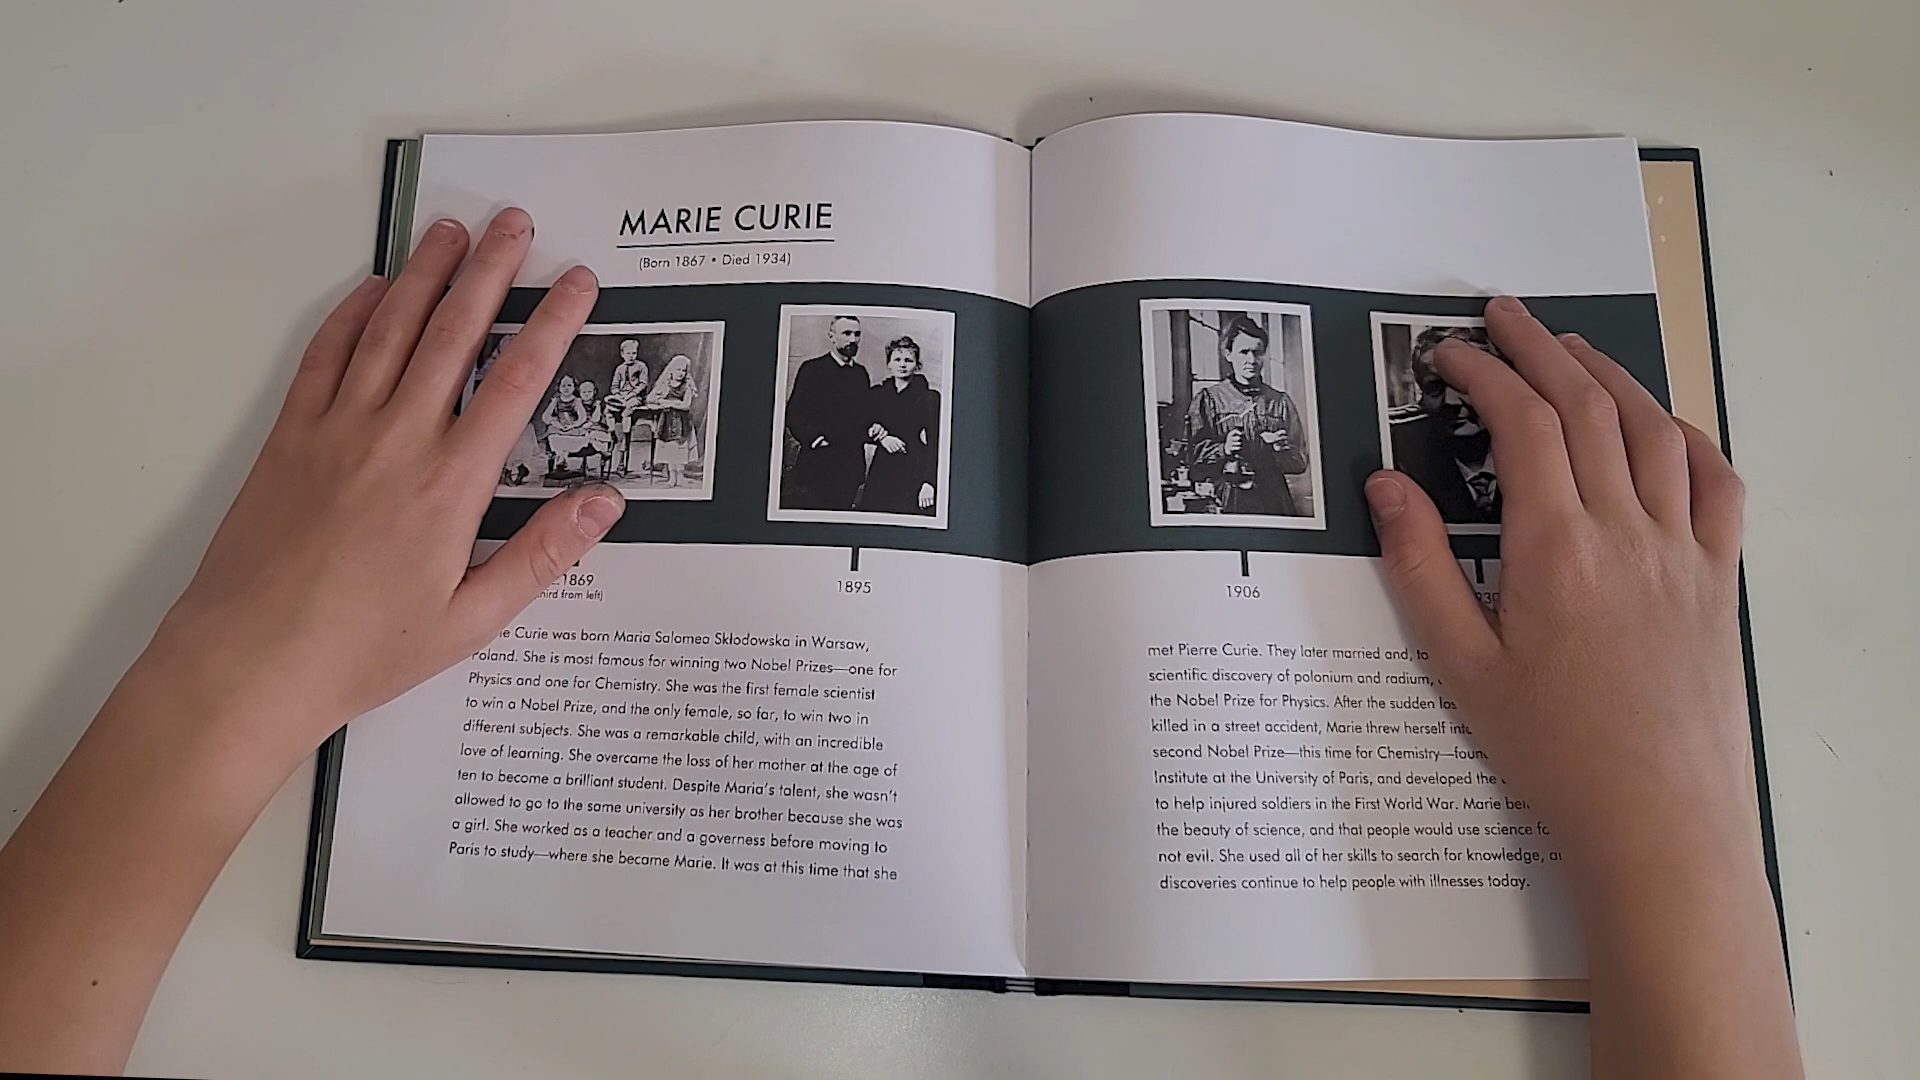 MARIE CURIE
(Born 1867 • Died 1934)
1869
third from left)
1895
1906
Curie was born Maria Salomea Skłodowska in Warsaw,
Poland. She is most famous for winning two Nobel Prizes—one for
Physics and one for Chemistry. She was the first female scientist
to win a Nobel Prize, and the only female, so far, to win two in
different subjects. She was a remarkable child, with an incredible
love of learning. She overcame the loss of her mother at the age of
ten to become a brilliant student. Despite Maria's talent, she wasn't
allowed to go to the same university as her brother because she was
a girl. She worked as a teacher and a governess before moving to
Paris to study—where she became Marie. It was at this time that she
met Pierre Curie. They later married and, to
scientific discovery of polonium and radium,
the Nobel Prize for Physics. After the sudden
killed in a street accident, Marie threw herself
second Nobel Prize—this time for Chemistry—
Institute at the University of Paris, and developed the
to help injured soldiers in the First World War. Marie
the beauty of science, and that people would use science
not evil. She used all of her skills to search for knowledge,
discoveries continue to help people with illnesses today.